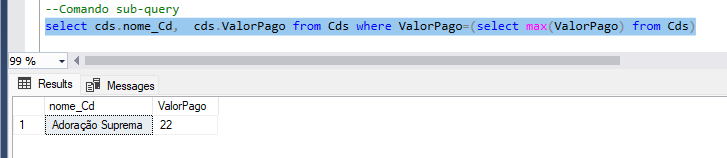 --Comando sub-query
select cds.nome_Cd,  cds.ValorPago from Cds where ValorPago=(select max(ValorPago) from Cds)
99 %
Results Messages
nome_Cd ValorPago
1 Adoração Suprema 22